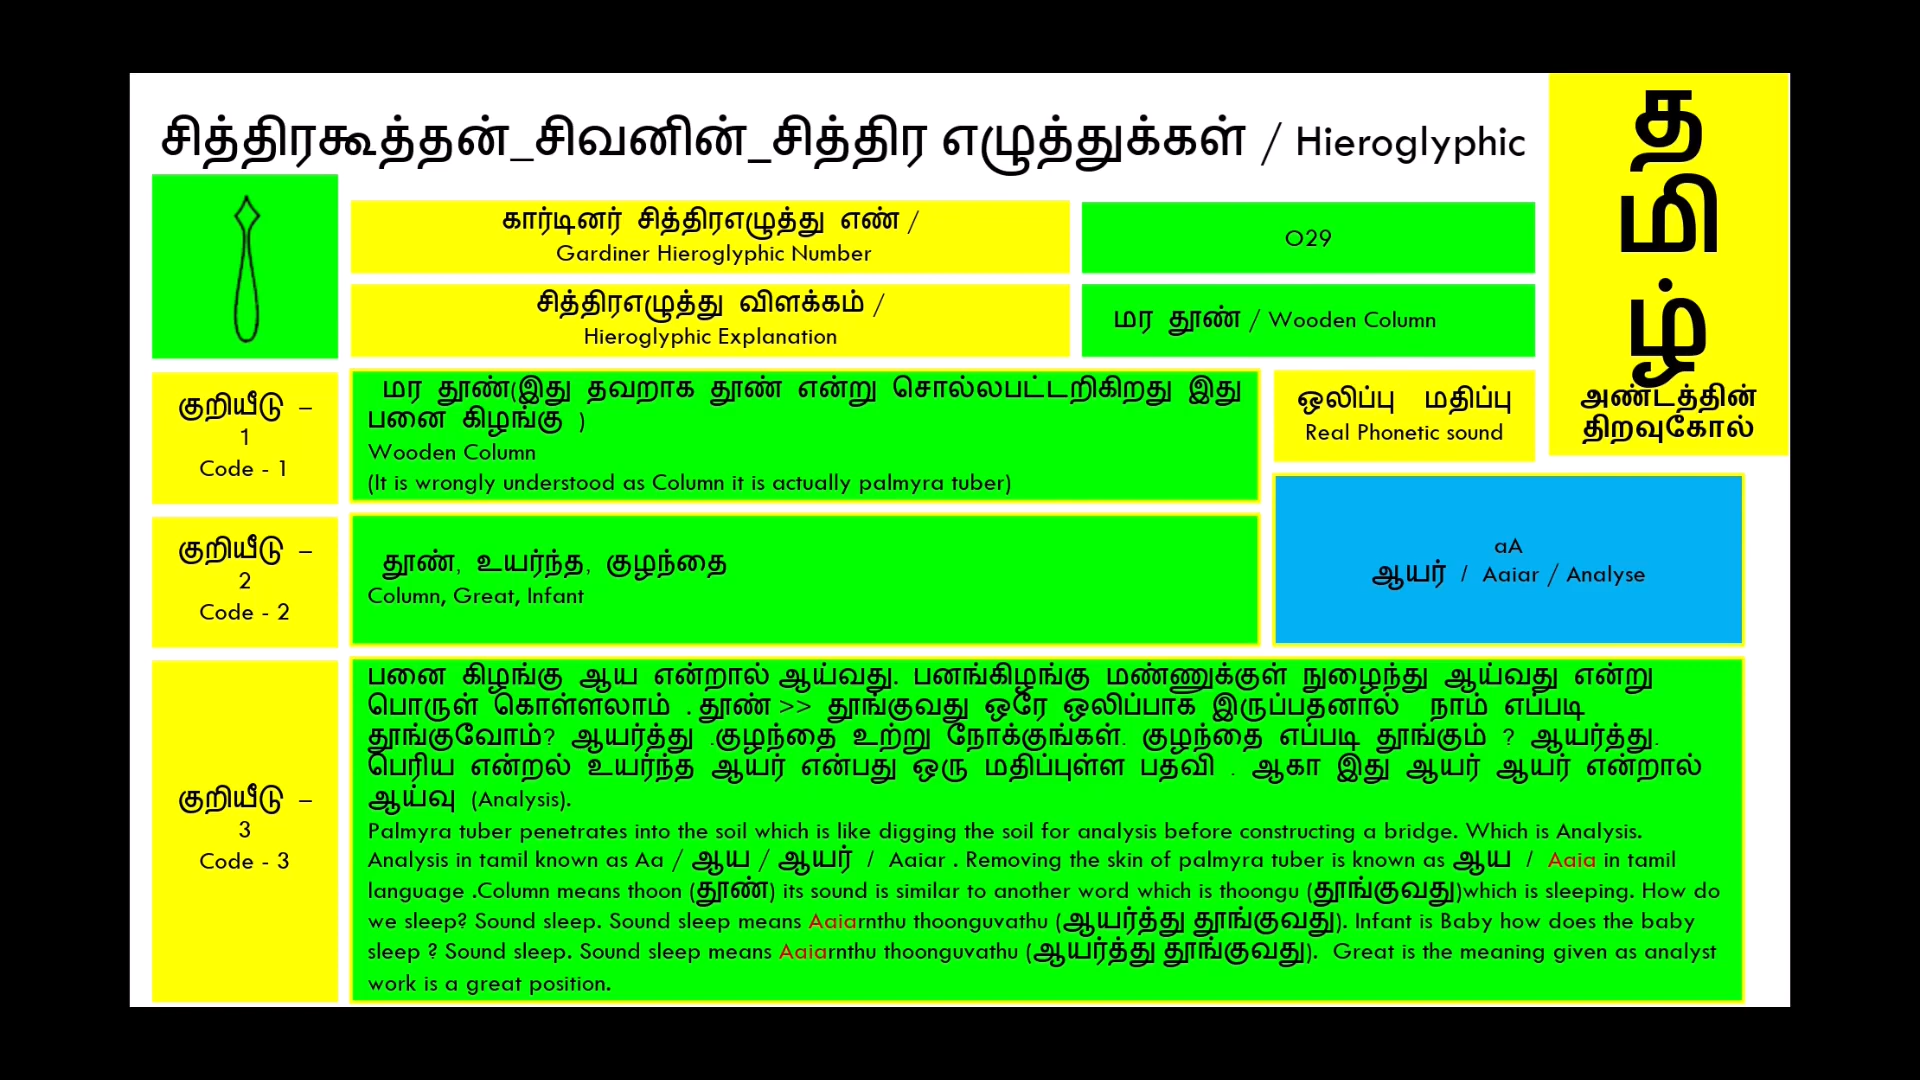 சித்திரகூத்தன்_சிவனின்_சித்திர எழுத்துக்கள் / Hieroglyphic
த
மி
ழ்
அண்டத்தின்
திறவுகோல்
கார்டினர் சித்திரஎழுத்து எண் /
Gardiner Hieroglyphic Number
O29
சித்திரஎழுத்து விளக்கம் /
Hieroglyphic Explanation
மர தூண் / Wooden Column
குறியீடு –
1
Code - 1
மர தூண்(இது தவறாக தூண் என்று சொல்லபட்டறிகிறது இது
பனை கிழங்கு )
Wooden Column
(It is wrongly understood as Column it is actually palmyra tuber)
ஒலிப்பு மதிப்பு
Real Phonetic sound
குறியீடு –
2
Code - 2
தூண், உயர்ந்த, குழந்தை
Column, Great, Infant
aA
ஆயர் / Aaiar / Analyse
குறியீடு –
3
Code - 3
பனை கிழங்கு ஆய என்றால் ஆய்வது. பனங்கிழங்கு மண்ணுக்குள் நுழைந்து ஆய்வது என்று
பொருள் கொள்ளலாம் . தூண் >> தூங்குவது ஒரே ஒலிப்பாக இருப்பதனால் நாம் எப்படி
தூங்குவோம்? ஆயர்த்து .குழந்தை உற்று நோக்குங்கள். குழந்தை எப்படி தூங்கும் ? ஆயர்த்து.
பெரிய என்றல் உயர்ந்த ஆயர் என்பது ஒரு மதிப்புள்ள பதவி . ஆகா இது ஆயர் ஆயர் என்றால்
ஆய்வு (Analysis).
Palmyra tuber penetrates into the soil which is like digging the soil for analysis before constructing a bridge. Which is Analysis.
Analysis in tamil known as Aa / ஆய / ஆயர் / Aaiar . Removing the skin of palmyra tuber is known as ஆய / Aaia in tamil
language .Column means thoon (தூண்) its sound is similar to another word which is thoongu (தூங்குவது)which is sleeping. How do
we sleep? Sound sleep. Sound sleep means Aaiarnthu thoonguvathu (ஆயர்த்து தூங்குவது). Infant is Baby how does the baby
sleep ? Sound sleep. Sound sleep means Aaiarnthu thoonguvathu (ஆயர்த்து தூங்குவது). Great is the meaning given as analyst
work is a great position.